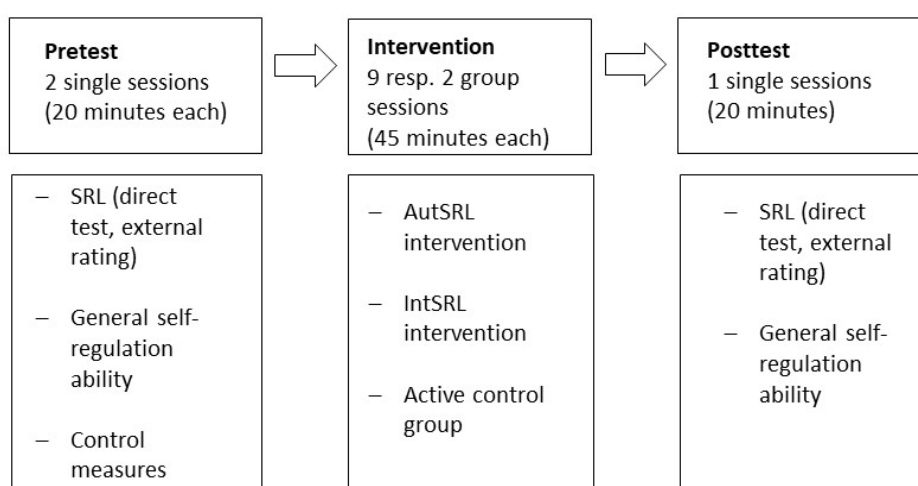 Pretest
2 single sessions
(20 minutes each)
Intervention
9 resp. 2 group
sessions
(45 minutes each)
Posttest
1 single sessions
(20 minutes)
– SRL (direct
test, external
rating)
– General self-
regulation
ability
– Control
measures
– AutSRL
intervention
– IntSRL
intervention
– Active control
group
– SRL (direct
test, external
rating)
– General self-
regulation
ability